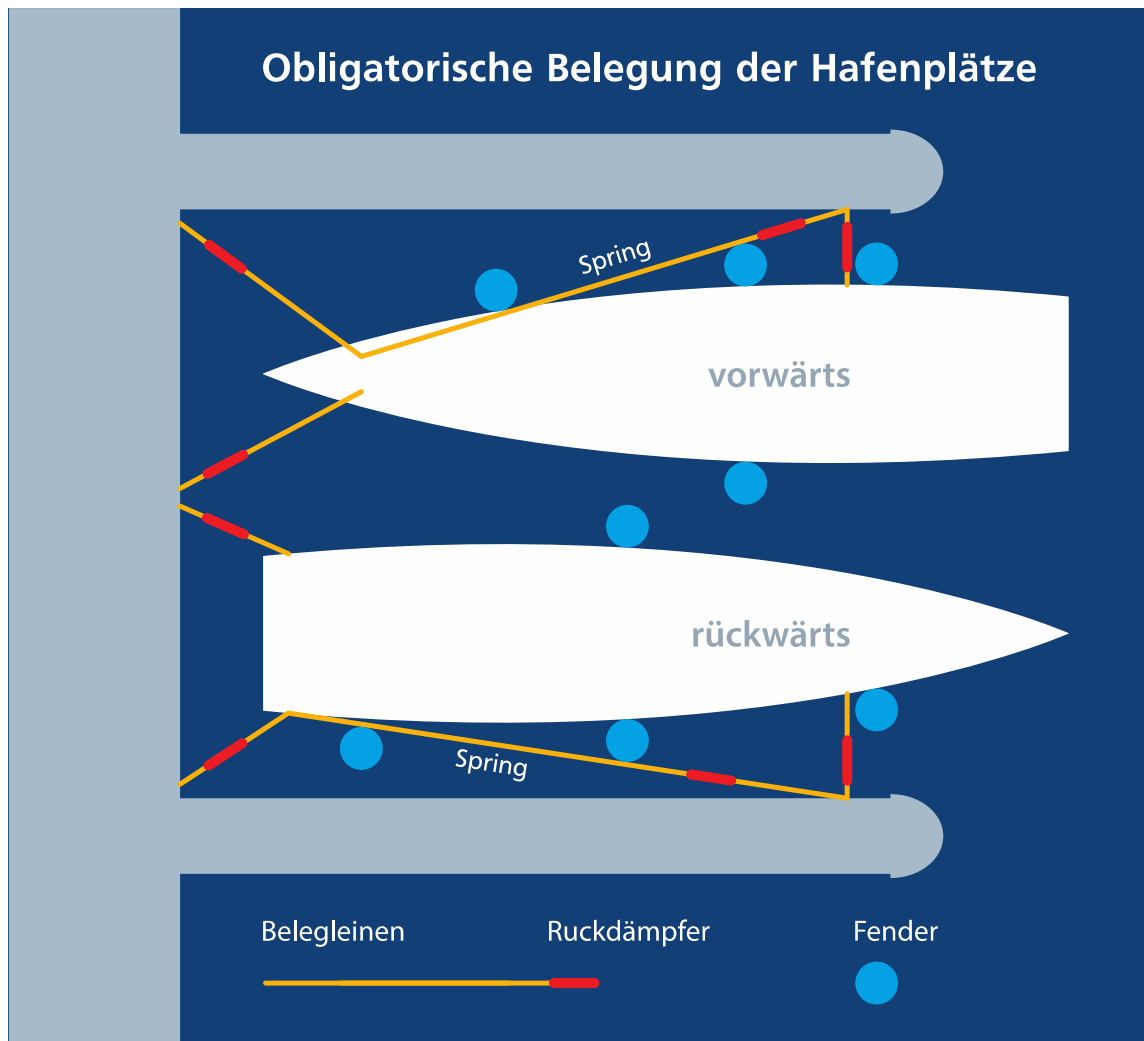 Obligatorische Belegung der Hafenplätze
Spring
vorwärts
rückwärts
Spring
Belegleinen
Ruckdämpfer
Fender